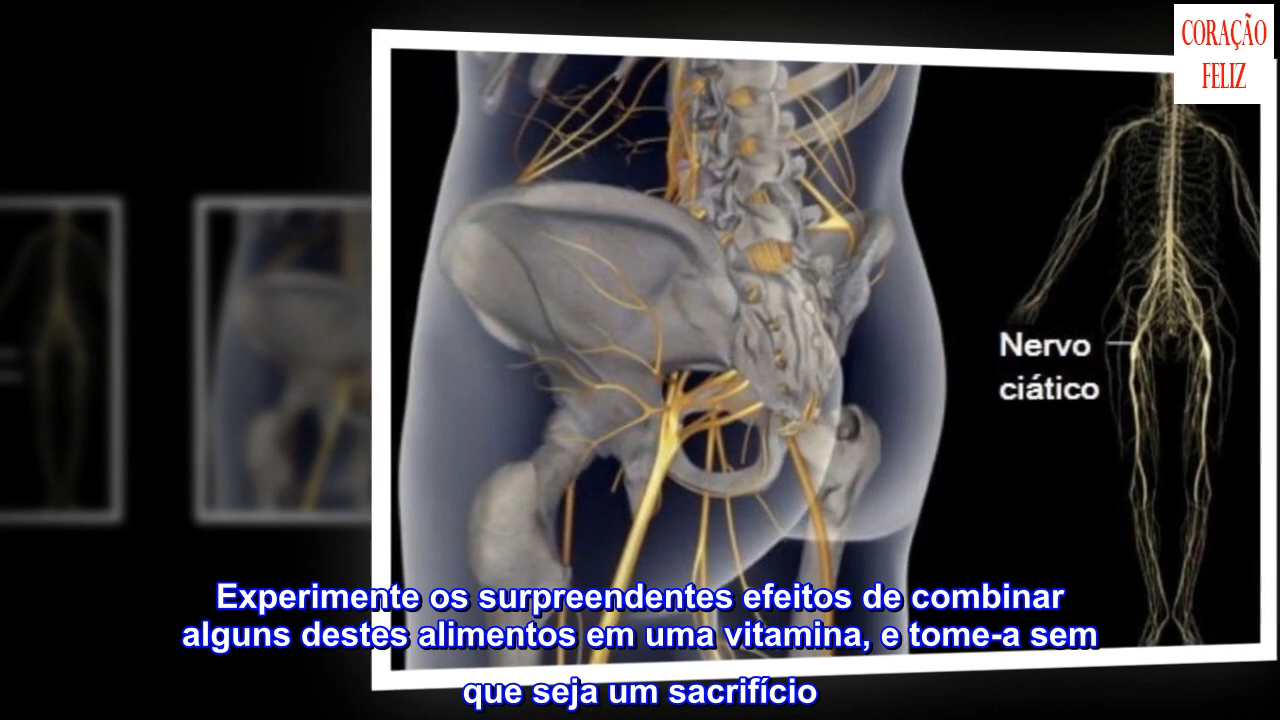 CORAÇÃO
FELIZ
Nervo
ciático
Experimente os surpreendentes efeitos de combinar
alguns destes alimentos em uma vitamina, e tome-a sem
que seja um sacrifício